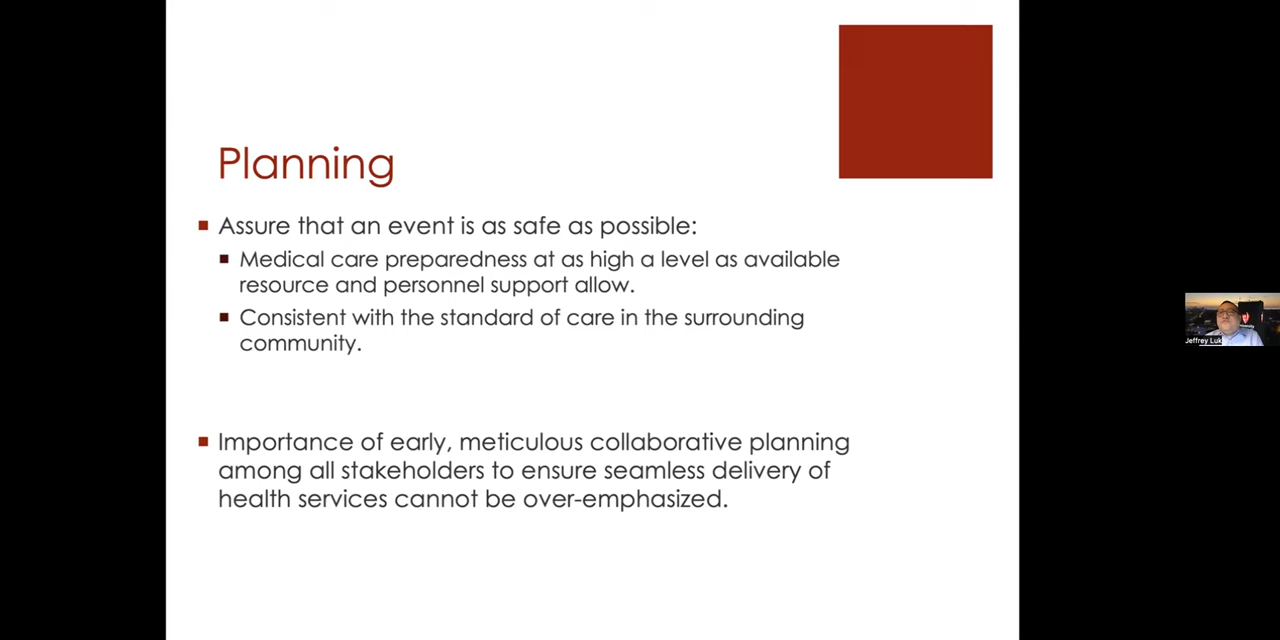 Planning
Assure that an event is as safe as possible:
Medical care preparedness at as high a level as available
resource and personnel support allow.
Consistent with the standard of care in the surrounding
community.
Importance of early, meticulous collaborative planning
among all stakeholders to ensure seamless delivery of
health services cannot be over-emphasized.
Jeffrey Luk